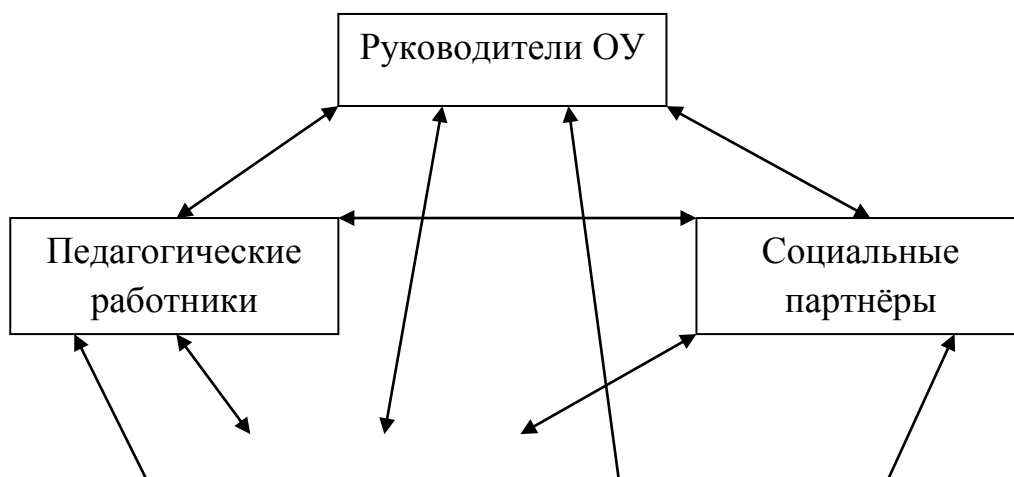 Руководители ОУ
Педагогические
работники
Социальные
партнёры